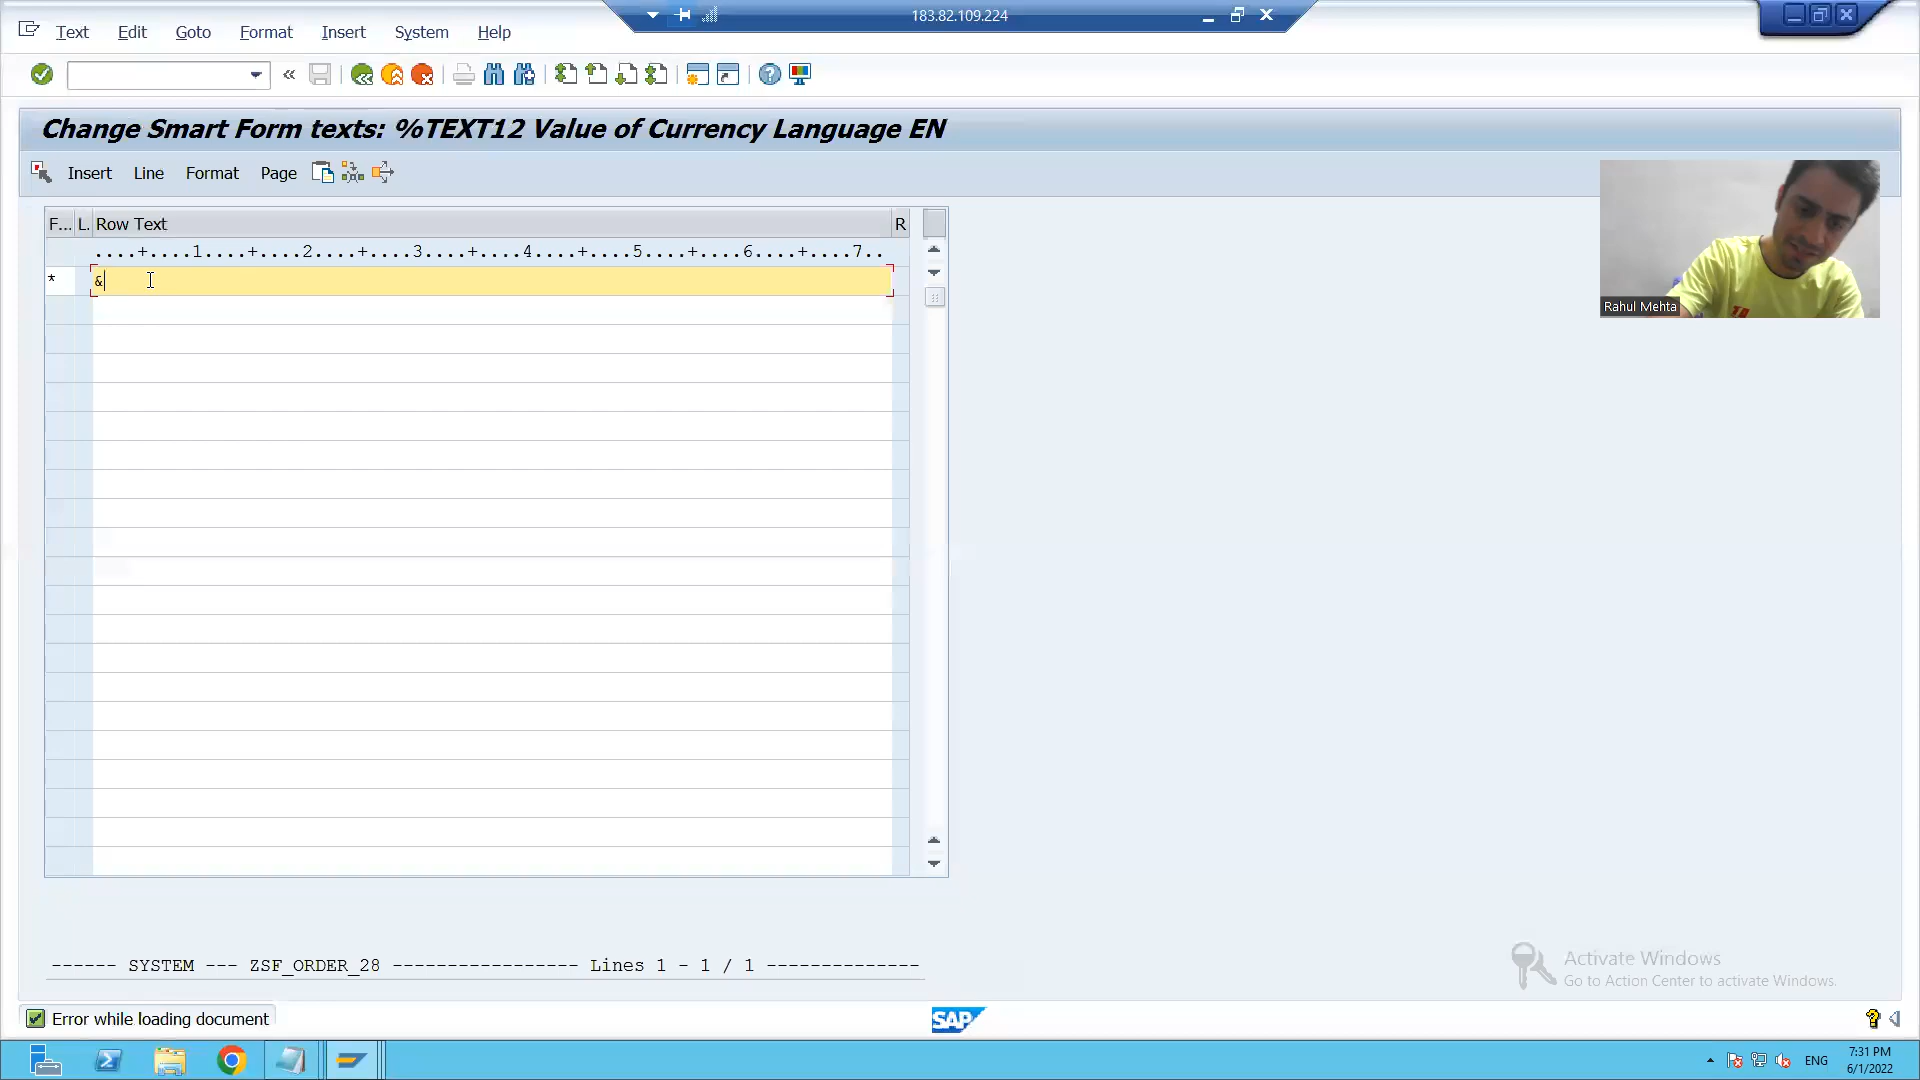 183.82.109.224
Text Edit Goto Format Insert System Help
Change Smart Form texts: %TEXT12 Value of Currency Language EN
Insert Line Format Page
F... L. Row Text R
....+....1....+....2....+....3....+....4....+....5....+....6....+....7..
* &
Rahul Mehta
------ SYSTEM --- ZSF_ORDER_28 ----------------- Lines 1 - 1 / 1 --------------
Activate Windows
Go to Action Center to activate Windows.
Error while loading document
SAP
ENG
7:31 PM
6/1/2022